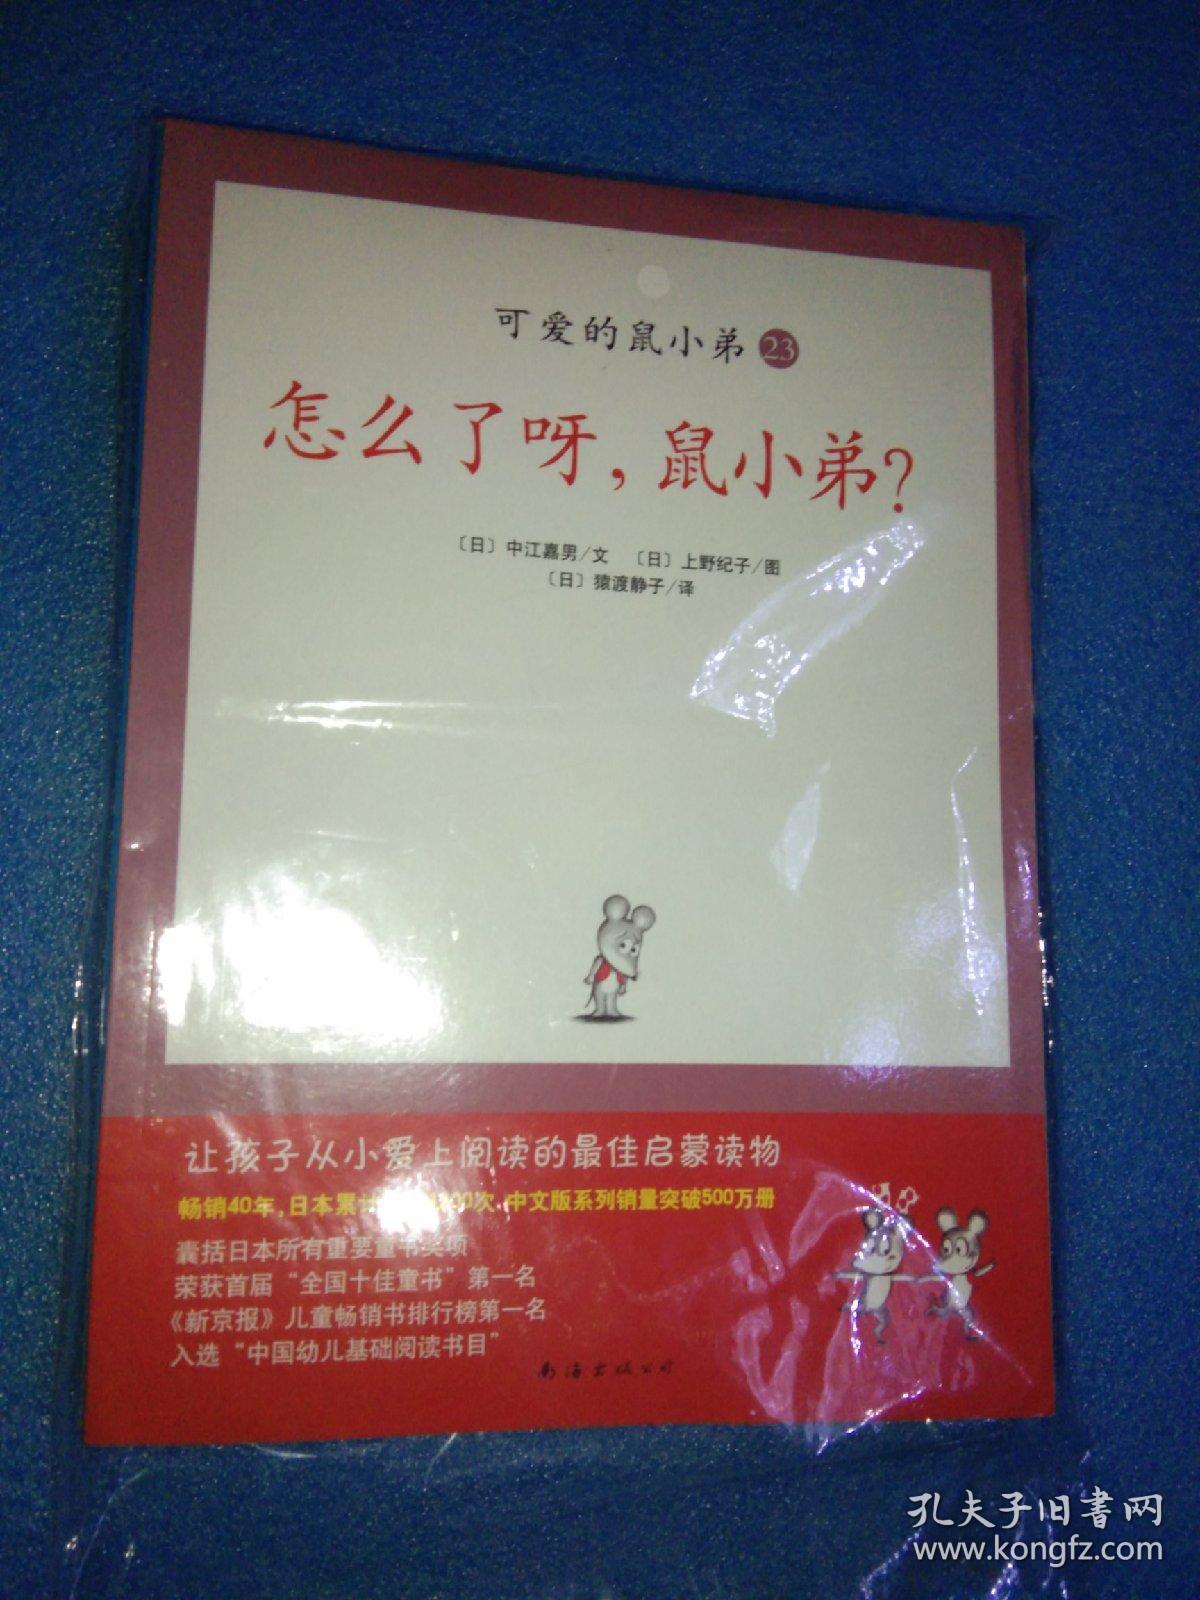 可爱的鼠小弟 23
怎么了呀，鼠小弟？
〔日〕中江嘉男/文 〔日〕上野纪子/图
〔日〕猿渡静子/译
让孩子从小爱上阅读的最佳启蒙读物
畅销40年，日本累计 00次 中文版系列销量突破500万册
囊括日本所有重要童书奖项
荣获首届“全国十佳童书”第一名
《新京报》儿童畅销书排行榜第一名
入选“中国幼儿基础阅读书目”
南海出版公司
孔夫子旧书网
www.kongfz.com